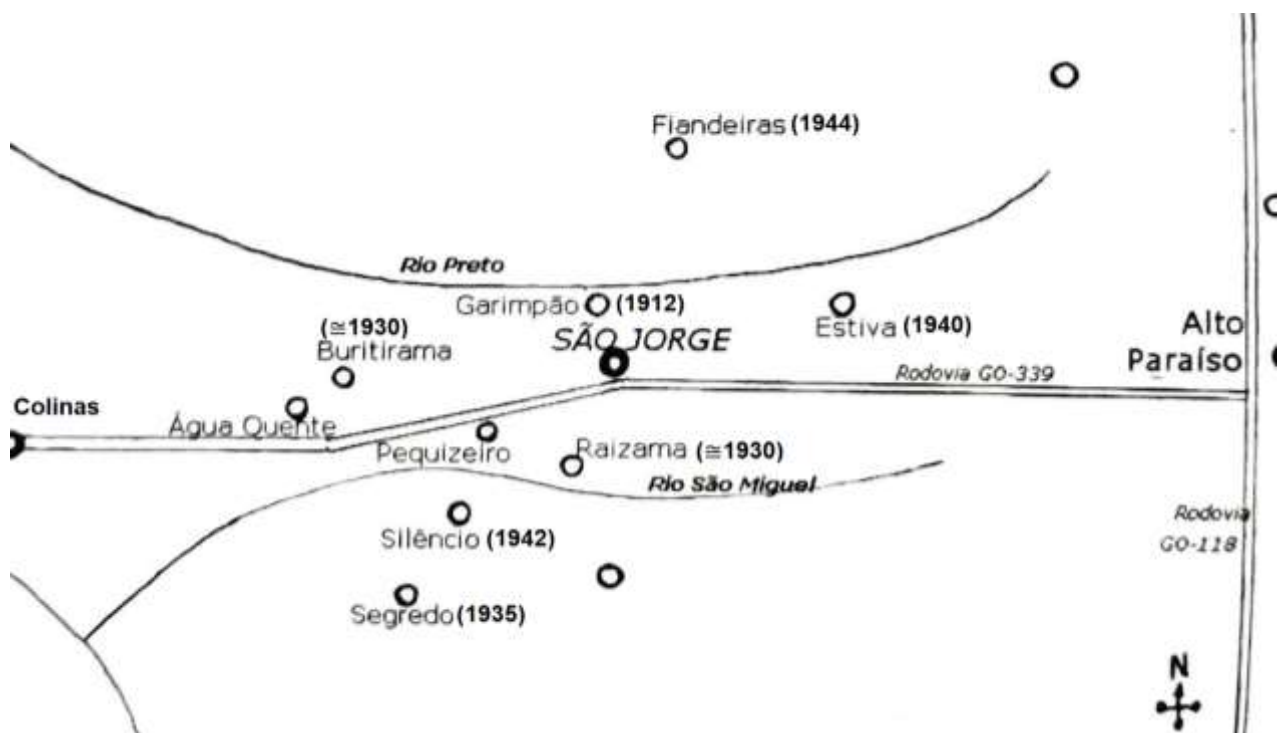 Fiandeiras (1944)
Rio Preto
Garimpão (1912)
(≅1930)
Buritirama
SÃO JORGE
Estiva (1940)
Alto
Paraíso
Rodovia GO-339
Colinas
Água Quente
Pequizeiro
Raizama (≅1930)
Rio São Miguel
Silêncio (1942)
Rodovia
GO-118
Segredo (1935)
N